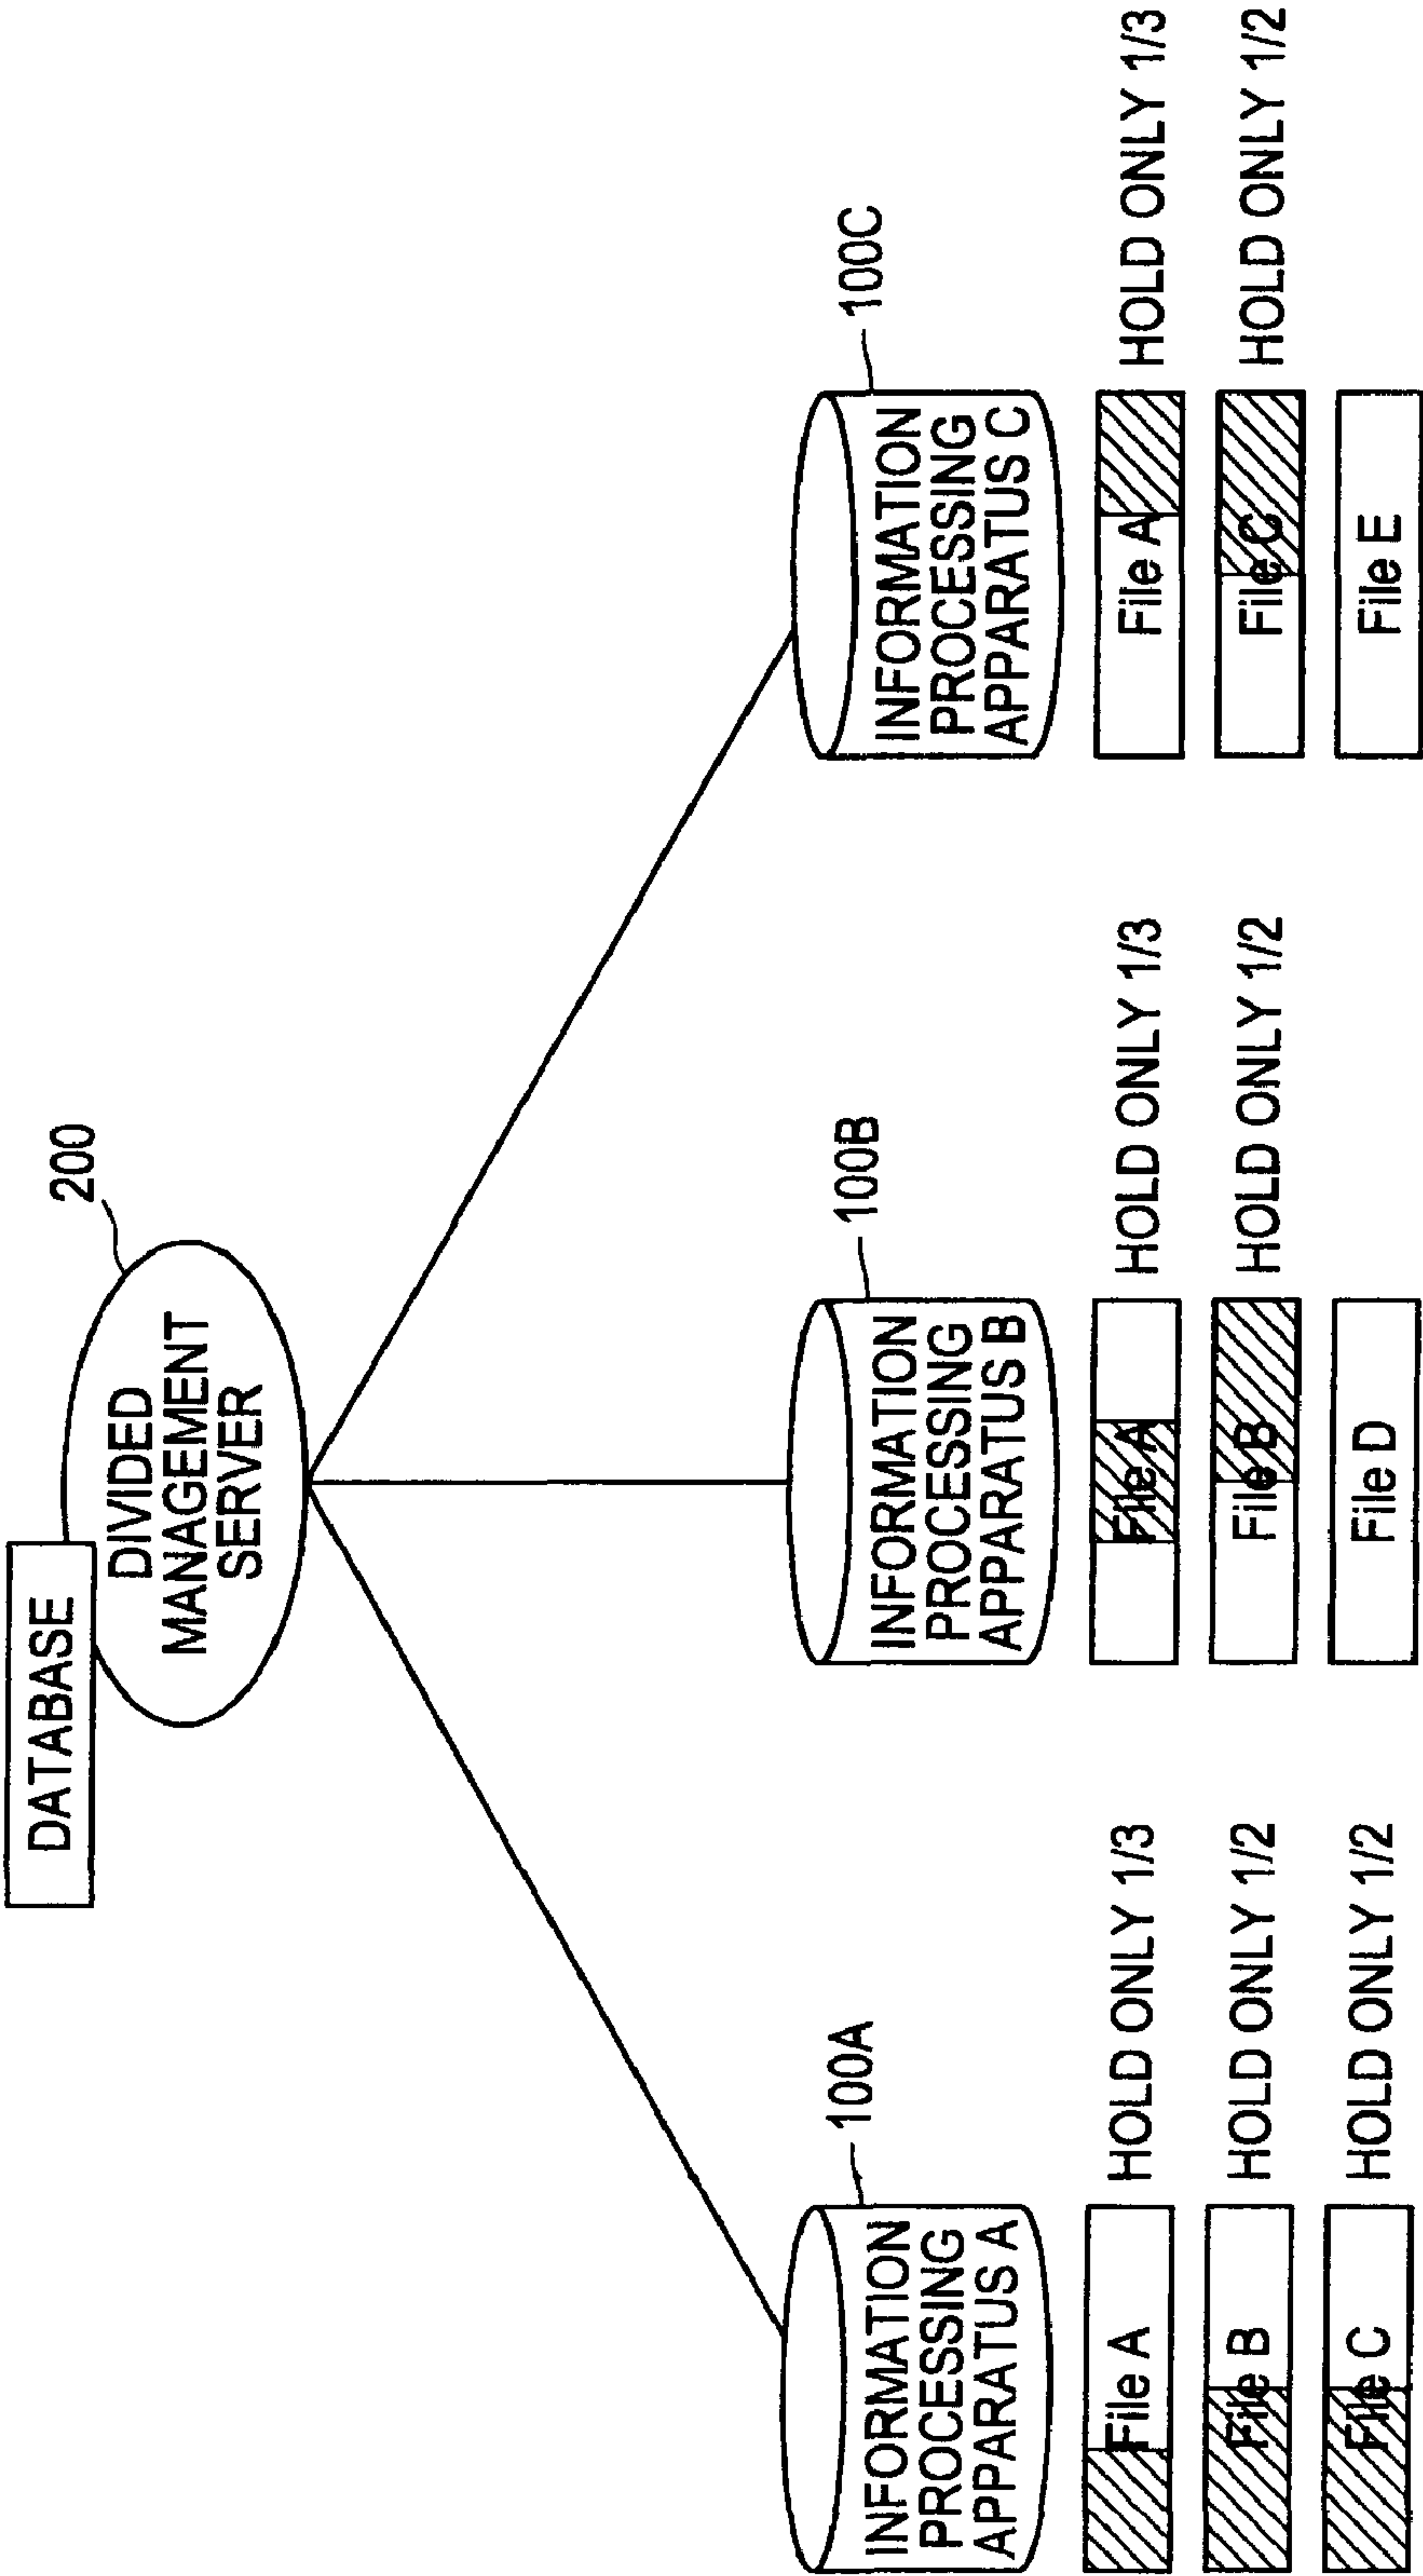 DATABASE
200
DIVIDED
MANAGEMENT
SERVER
100A
INFORMATION
PROCESSING
APPARATUS A
File A
HOLD ONLY 1/3
File B
HOLD ONLY 1/2
File C
HOLD ONLY 1/2
100B
INFORMATION
PROCESSING
APPARATUS B
File A
HOLD ONLY 1/3
File B
HOLD ONLY 1/2
File D
100C
INFORMATION
PROCESSING
APPARATUS C
File A
HOLD ONLY 1/3
File C
HOLD ONLY 1/2
File E